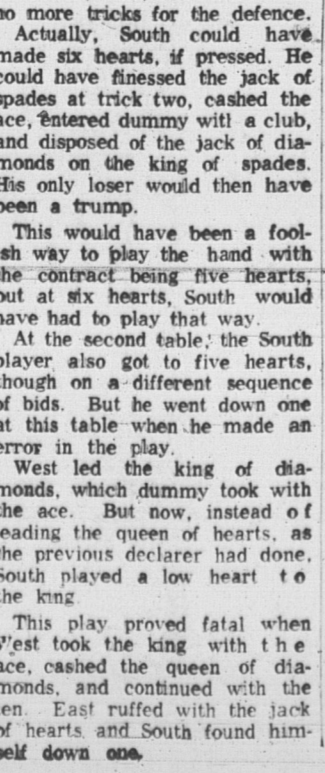 no more tricks for the defence.
Actually, South could have
made six hearts, if pressed. He
could have finessed the jack of
spades at trick two, cashed the
ace, entered dummy witl a club,
and disposed of the jack of dia-
monds on the king of spades.
His only loser would then have
been a trump.
This would have been a fool-
ish way to play the hand with
the contract being five hearts,
but at six hearts, South would
have had to play that way.
At the second table, the South
player also got to five hearts,
though on a different sequence
of bids. But he went down one
at this table when he made an
error in the play.
West led the king of dia-
monds, which dummy took with
the ace. But now, instead of
leading the queen of hearts, as
the previous declarer had done,
South played a low heart to
the king.
This play proved fatal when
West took the king with the
ace, cashed the queen of dia-
monds, and continued with the
ten. East ruffed with the jack
of hearts and South found him-
self down one.